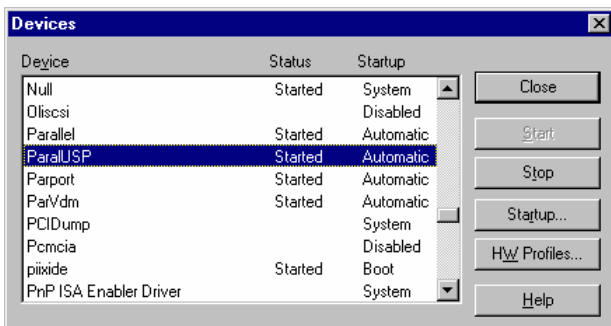 Devices
Device Status Startup
Null Started System
Oliscsi Disabled
Parallel Started Automatic
ParalUSP Started Automatic
Parport Started Automatic
ParVdm Started Automatic
PCIDump System
Pcmcia Disabled
piixide Started Boot
PnP ISA Enabler Driver System
Close
Start
Stop
Startup...
HW Profiles...
Help